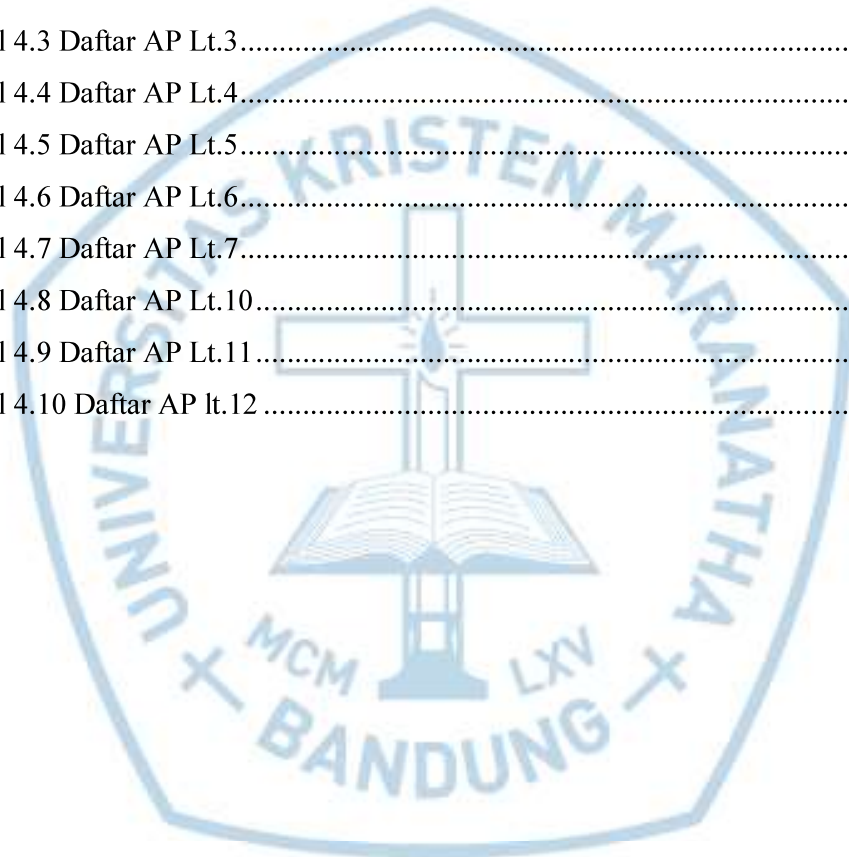 l 4.3 Daftar AP Lt.3..........................................................................................
l 4.4 Daftar AP Lt.4..........................................................................................
l 4.5 Daftar AP Lt.5..........................................................................................
l 4.6 Daftar AP Lt.6..........................................................................................
l 4.7 Daftar AP Lt.7..........................................................................................
l 4.8 Daftar AP Lt.10........................................................................................
l 4.9 Daftar AP Lt.11........................................................................................
l 4.10 Daftar AP lt.12.......................................................................................
UNIVERSITAS KRISTEN MARANATHA
MCM LXV
BANDUNG